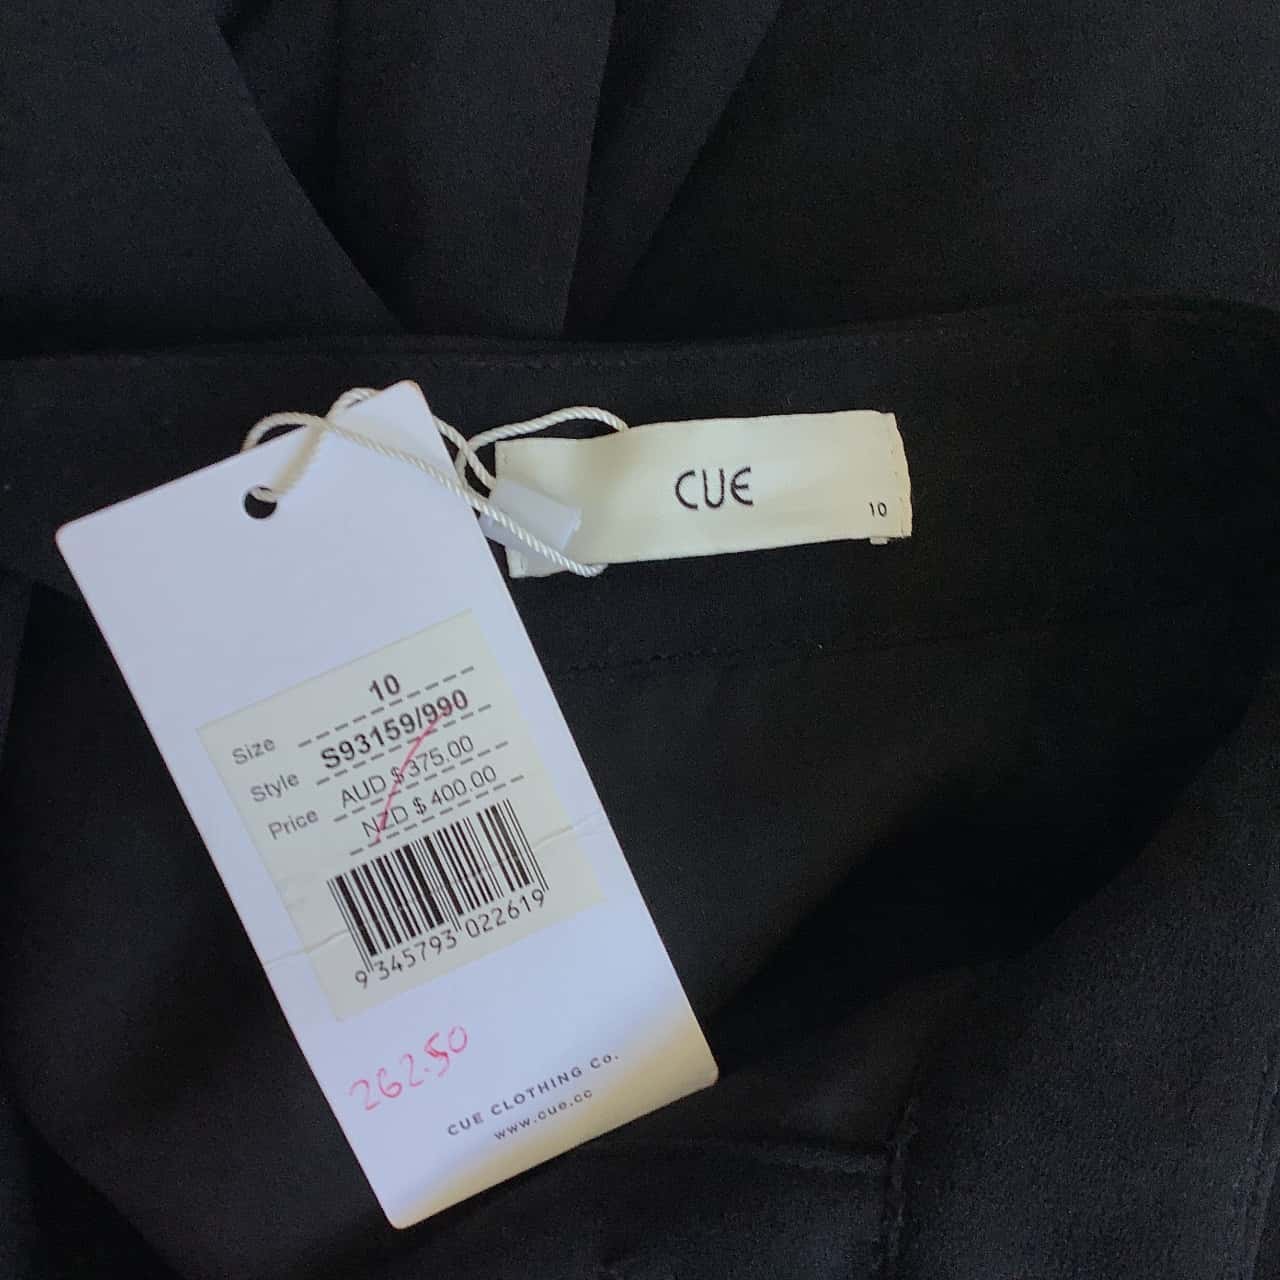 CUE
10
Size 10
Style S93159/990
Price AUD $375.00
NZD $400.00
9 345793 022619
262.50
CUE CLOTHING Co.
www.cue.cc